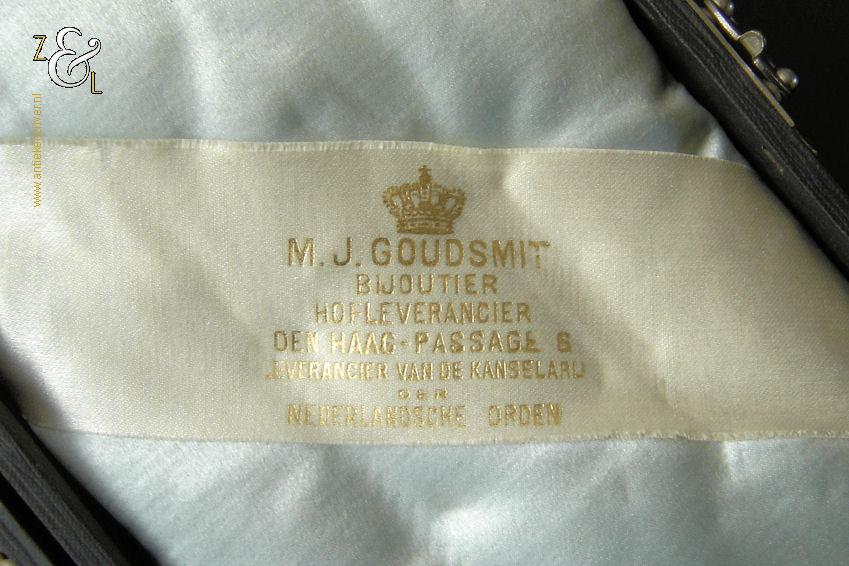 Z & L
www.antiekenzilver.nl
M. J. GOUDSMIT
BIJOUTIER
HOFLEVERANCIER
DEN HAAG - PASSAGE 6
LEVERANCIER VAN DE KANSELARIJ
DER
NEDERLANDSCHE ORDEN